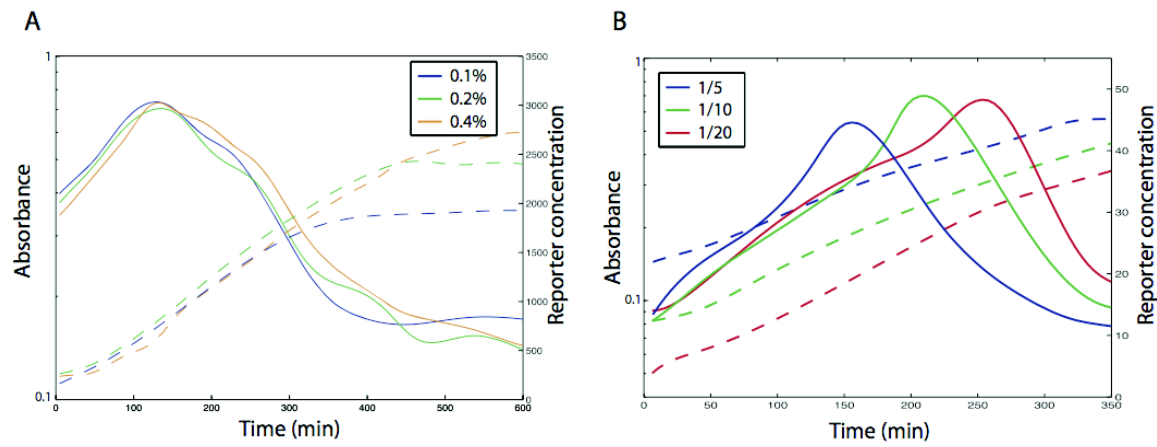 A
Absorbance
1
0.1
0.1%
0.2%
0.4%
3500
3000
2500
2000
1500
1000
500
0
Reporter concentration
0 100 200 300 400 500 600
Time (min)
B
Absorbance
1
0.1
1/5
1/10
1/20
50
40
30
20
10
0
Reporter concentration
0 50 100 150 200 250 300 350
Time (min)